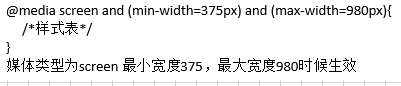 @media screen and (min-width=375px) and (max-width=980px){
/*样式表*/
}
媒体类型为screen 最小宽度375，最大宽度980时候生效